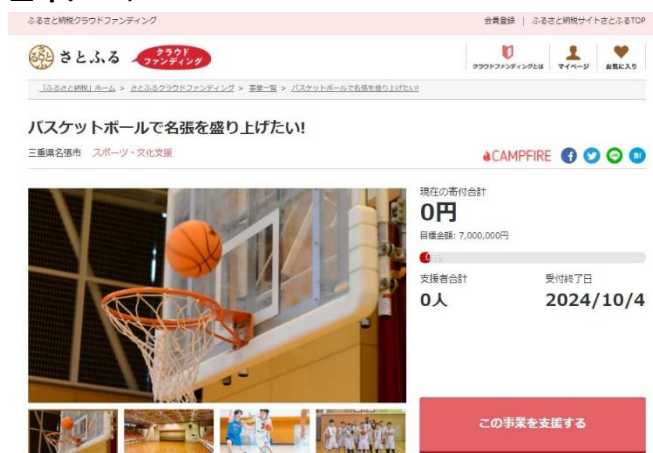 ふるさと納税クラウドファンディング
会員登録 | ふるさと納税サイトさとふるTOP
さとふる クラウドファンディング
クラウドファンディングとは マイページ お気に入り
「ふるさと納税」ホーム > さとふるクラウドファンディング > 事業一覧 > バスケットボールで名張を盛り上げたい!
バスケットボールで名張を盛り上げたい!
三重県名張市 スポーツ・文化支援
CAMPFIRE
現在の寄付合計
0円
目標金額: 7,000,000円
0%
支援者合計 受付終了日
0人 2024/10/4
この事業を支援する